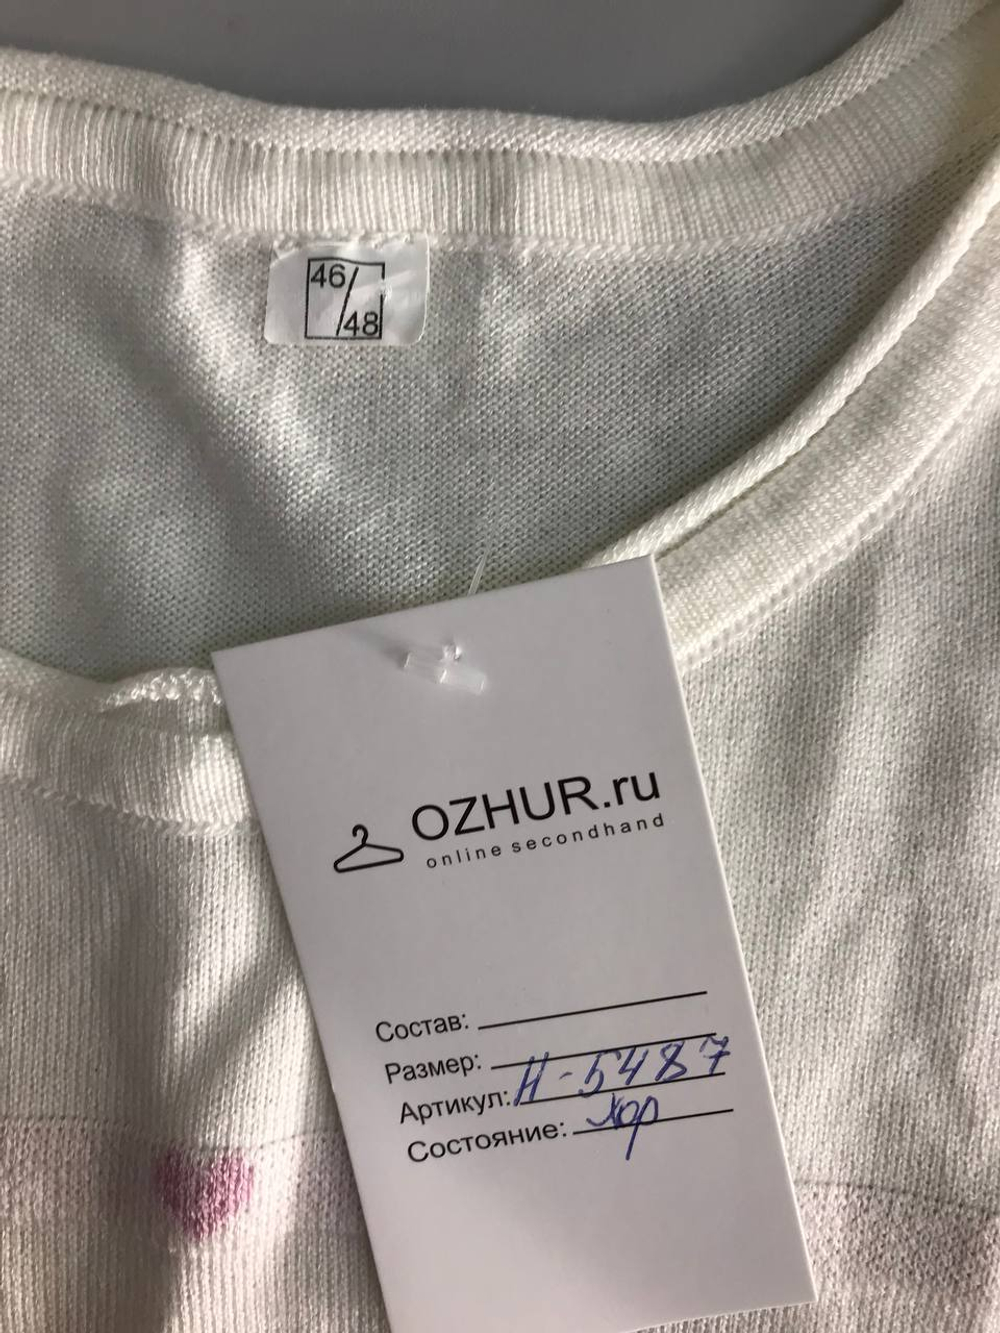 46/
/48
OZHUR.ru
online secondhand
Состав:
Размер:
Артикул: Н-5487
Состояние: хор